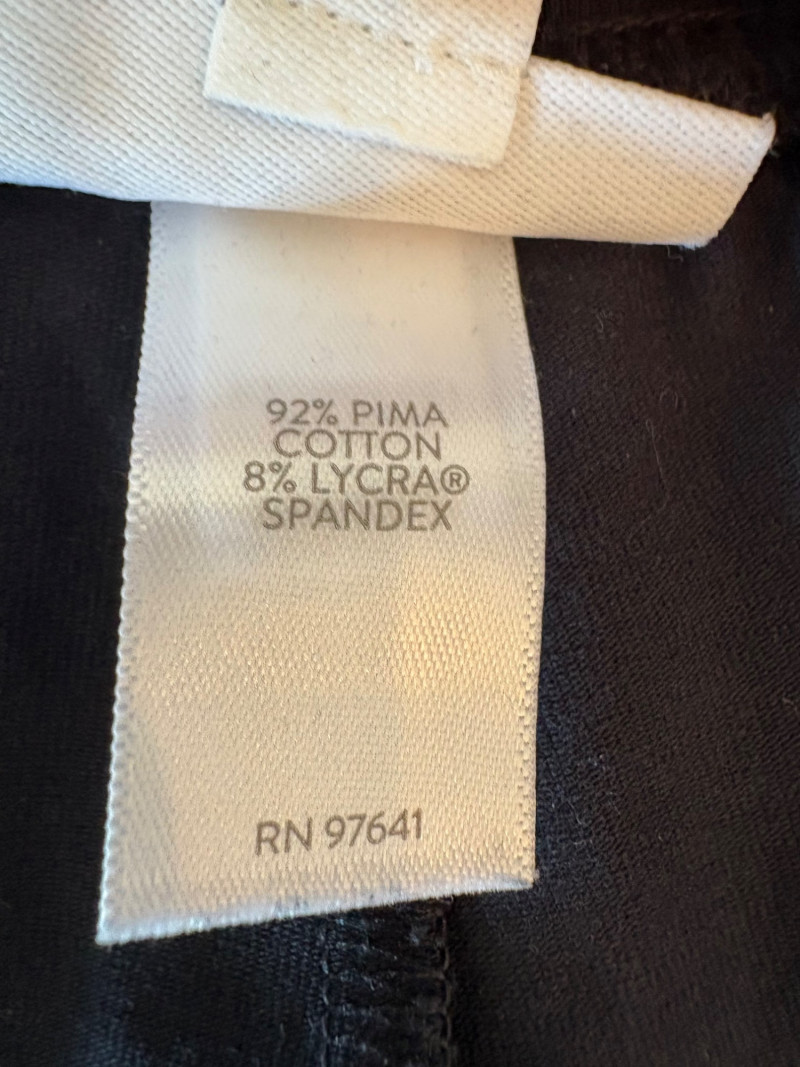 92% PIMA
COTTON
8% LYCRA®
SPANDEX
RN 97641